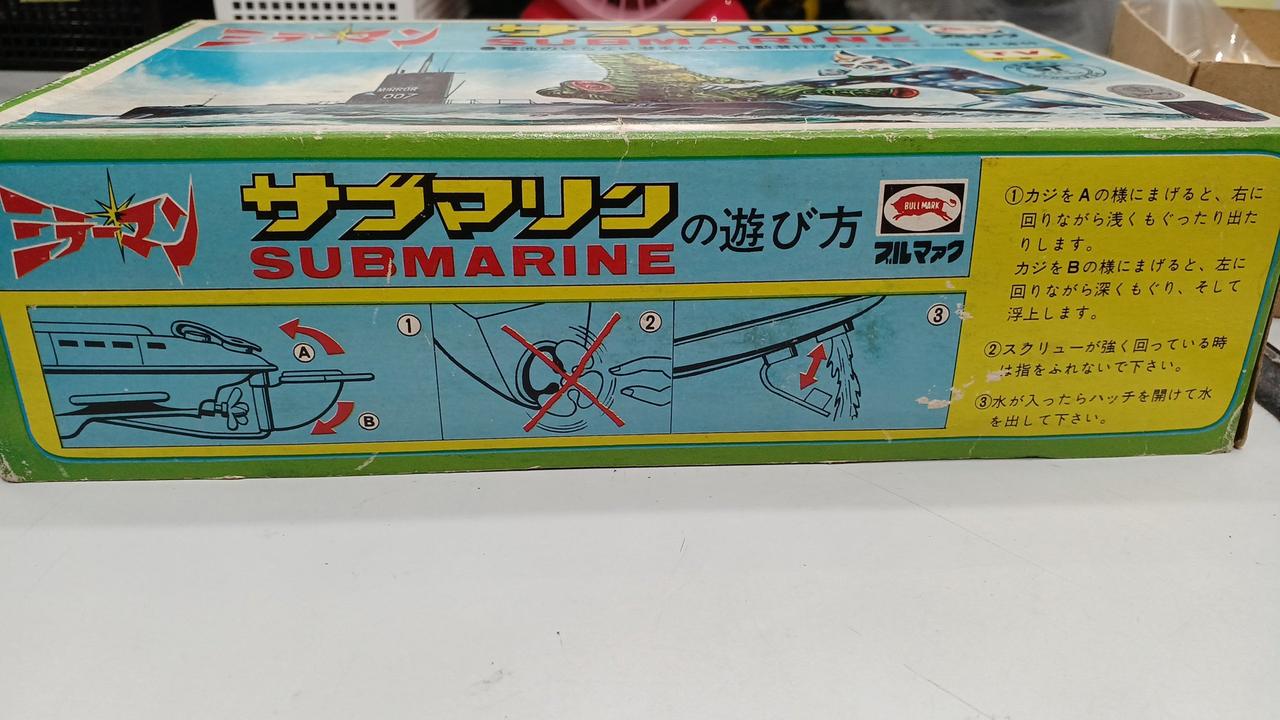 ミラーマン
サブマリン
SUBMARINE
TV
MIRROR
007
ミラーマン
サブマリン
SUBMARINE
の遊び方
BULLMARK
ブルマァク
①カジをAの様にまげると、右に
回りながら浅くもぐったり出た
りします。
カジをBの様にまげると、左に
回りながら深くもぐり、そして
浮上します。
②スクリューが強く回っている時
は指をふれないで下さい。
③水が入ったらハッチを開けて水
を出して下さい。
A
B
①
②
③